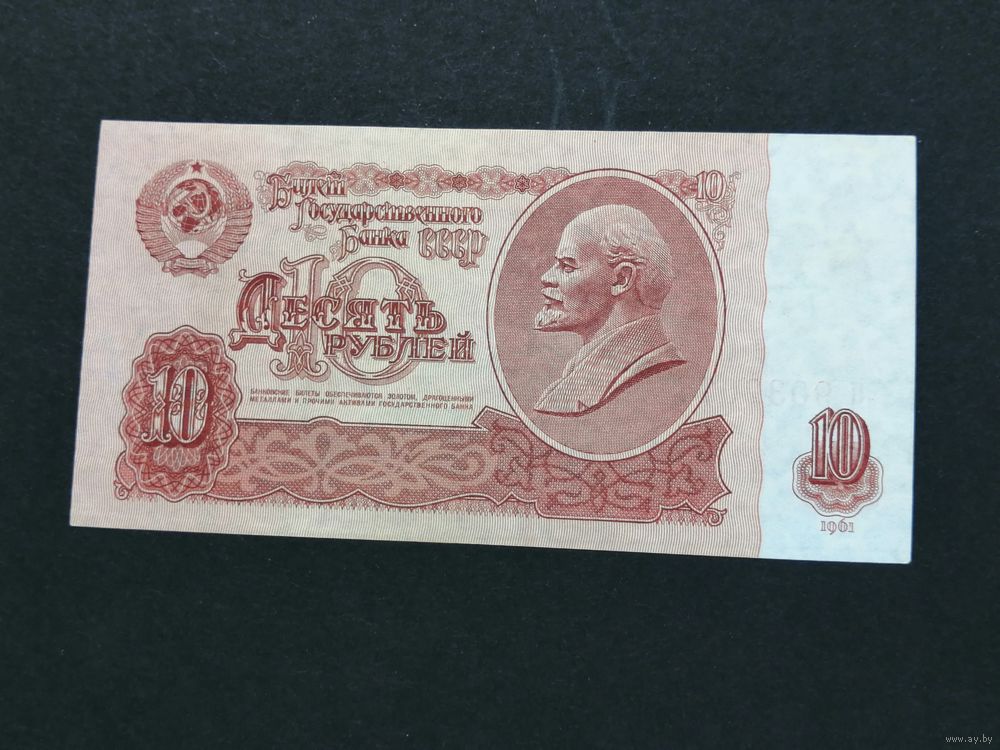 Билет
Государственного
Банка СССР
10
10
Десять
рублей
БАНКОВСКИЕ БИЛЕТЫ ОБЕСПЕЧИВАЮТСЯ ЗОЛОТОМ, ДРАГОЦЕННЫМИ
МЕТАЛЛАМИ И ПРОЧИМИ АКТИВАМИ ГОСУДАРСТВЕННОГО БАНКА
10
10
1961
www.ay.by